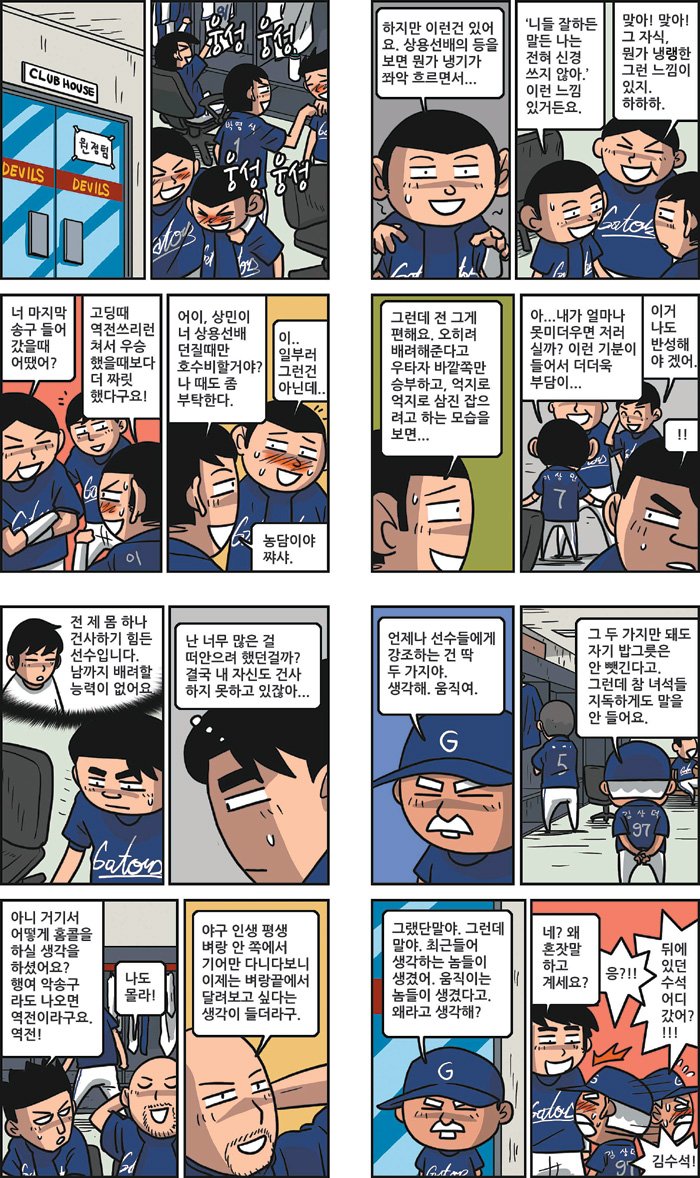 CLUB HOUSE
원정팀
DEVILS
DEVILS
웅성 웅성
박영식
1
웅성 웅성
Gators
너 마지막
송구 들어
갔을때
어땠어?
고딩때
역전쓰리런
쳐서 우승
했을때보다
더 짜릿
했다구요!
이
어이, 상민이
너 상용선배
던질때만
호수비할거야?
나 때도 좀
부탁한다.
이..
일부러
그런건
아닌데..
농담이야
쨔샤.
하지만 이런건 있어
요. 상용선배의 등을
보면 뭔가 냉기가
쫘악 흐르면서...
'니들 잘하든
말든 나는
전혀 신경
쓰지 않아.'
이런 느낌
있거든요.
맞아! 맞아!
그 자식,
뭔가 냉랭한
그런 느낌이
있지.
하하하.
Gators
그런데 전 그게
편해요. 오히려
배려해준다고
우타자 바깥쪽만
승부하고, 억지로
억지로 삼진 잡으
려고 하는 모습을
보면...
아...내가 얼마나
못미더우면 저러
실까? 이런 기분이
들어서 더더욱
부담이...
이거
나도
반성해
야 겠어.
!!
이상민
7
전 제 몸 하나
건사하기 힘든
선수입니다.
남까지 배려할
능력이 없어요
Gators
난 너무 많은 걸
떠안으려 했던걸까?
결국 내 자신도 건사
하지 못하고 있잖아...
아니 거기서
어떻게 홈콜을
하실 생각을
하셨어요?
행여 악송구
라도 나오면
역전이라구요.
역전!
나도
몰라!
야구 인생 평생
벼랑 안 쪽에서
기어만 다니다보니
이제는 벼랑끝에서
달려보고 싶다는
생각이 들더라구.
언제나 선수들에게
강조하는 건 딱
두 가지야.
생각해. 움직여.
G
그 두 가지만 돼도
자기 밥그릇은
안 뺏긴다고.
그런데 참 녀석들
지독하게도 말을
안 들어요.
5
김상덕
97
그랬단말야. 그런데
말야. 최근들어
생각하는 놈들이
생겼어. 움직이는
놈들이 생겼다고.
왜라고 생각해?
G
Gators
네? 왜
혼잣말
하고
계세요?
응?!!
뒤에
있던
수석
어디
갔어?
!!!
Gators
김수석!